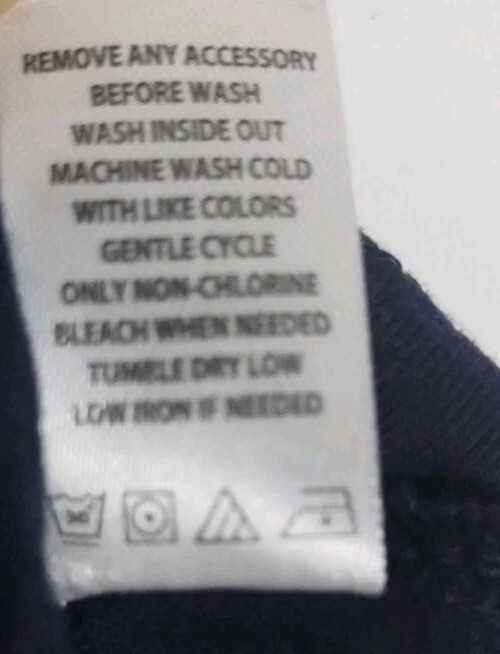 REMOVE ANY ACCESSORY
BEFORE WASH
WASH INSIDE OUT
MACHINE WASH COLD
WITH LIKE COLORS
GENTLE CYCLE
ONLY NON-CHLORINE
BLEACH WHEN NEEDED
TUMBLE DRY LOW
LOW IRON IF NEEDED